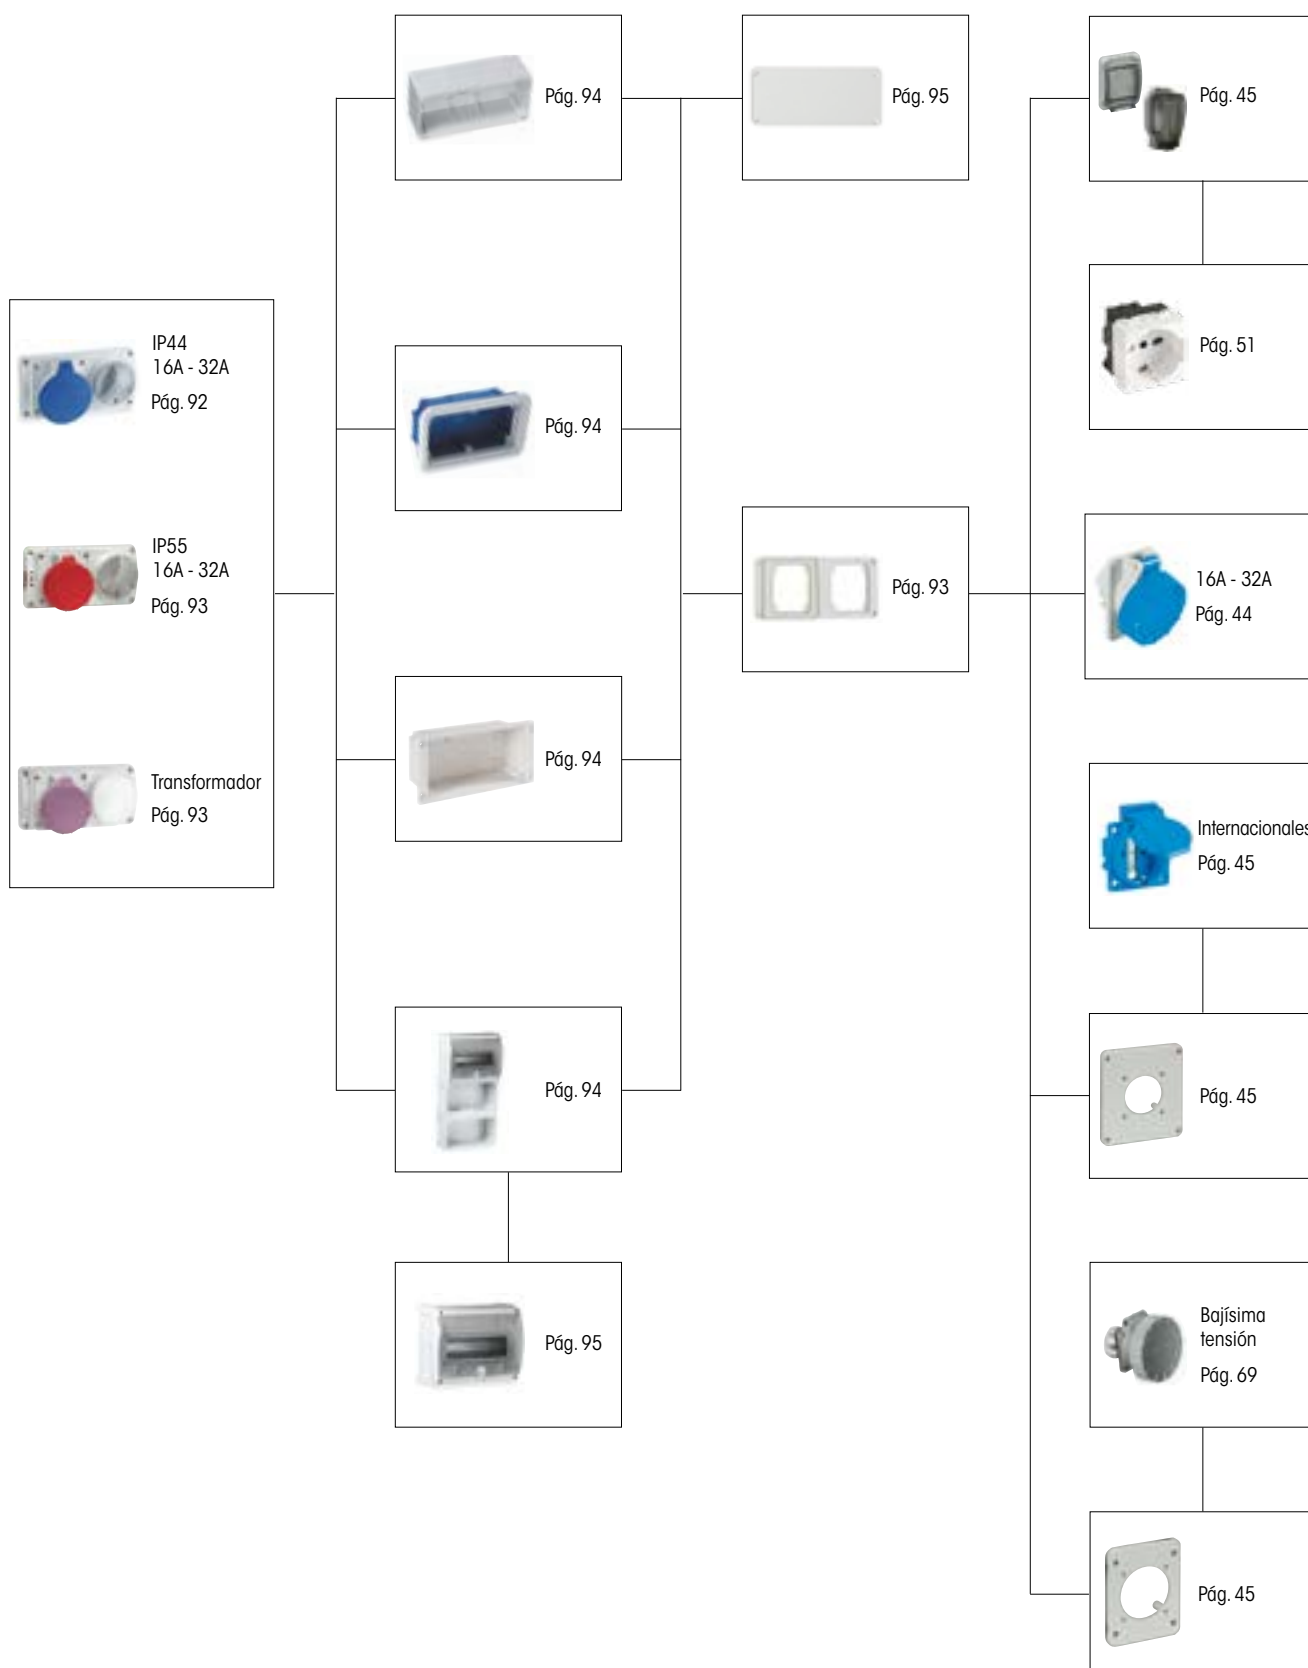 IP44
16A - 32A
Pág. 92
IP55
16A - 32A
Pág. 93
Transformador
Pág. 93
Pág. 94
Pág. 94
Pág. 94
Pág. 94
Pág. 95
Pág. 95
Pág. 93
Pág. 45
Pág. 51
16A - 32A
Pág. 44
Internacionales
Pág. 45
Pág. 45
Bajísima
tensión
Pág. 69
Pág. 45